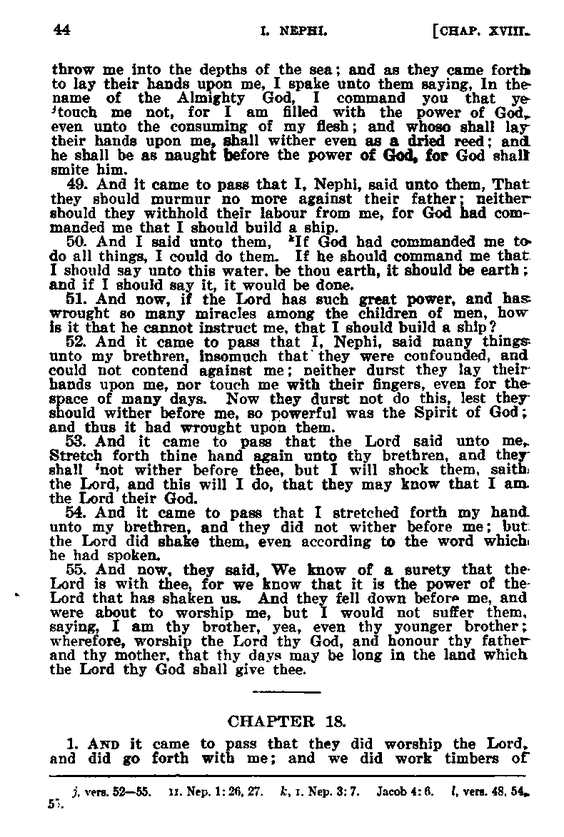 44 I. NEPHI. [CHAP. XVIII.
throw me into the depths of the sea; and as they came forth
to lay their hands upon me, I spake unto them saying, In the
name of the Almighty God, I command you that ye
ʲtouch me not, for I am filled with the power of God,
even unto the consuming of my flesh; and whoso shall lay
their hands upon me, shall wither even as a dried reed; and
he shall be as naught before the power of God, for God shall
smite him.
49. And it came to pass that I, Nephi, said unto them, That
they should murmur no more against their father; neither
should they withhold their labour from me, for God had com-
manded me that I should build a ship.
50. And I said unto them, ᵏIf God had commanded me to
do all things, I could do them. If he should command me that
I should say unto this water, be thou earth, it should be earth;
and if I should say it, it would be done.
51. And now, if the Lord has such great power, and has
wrought so many miracles among the children of men, how
is it that he cannot instruct me, that I should build a ship?
52. And it came to pass that I, Nephi, said many things
unto my brethren, insomuch that they were confounded, and
could not contend against me; neither durst they lay their
hands upon me, nor touch me with their fingers, even for the
space of many days. Now they durst not do this, lest they
should wither before me, so powerful was the Spirit of God;
and thus it had wrought upon them.
53. And it came to pass that the Lord said unto me,
Stretch forth thine hand again unto thy brethren, and they
shall ˡnot wither before thee, but I will shock them, saith
the Lord, and this will I do, that they may know that I am
the Lord their God.
54. And it came to pass that I stretched forth my hand
unto my brethren, and they did not wither before me; but
the Lord did shake them, even according to the word which
he had spoken.
55. And now, they said, We know of a surety that the
Lord is with thee, for we know that it is the power of the
Lord that has shaken us. And they fell down before me, and
were about to worship me, but I would not suffer them,
saying, I am thy brother, yea, even thy younger brother;
wherefore, worship the Lord thy God, and honour thy father
and thy mother, that thy days may be long in the land which
the Lord thy God shall give thee.
CHAPTER 18.
1. AND it came to pass that they did worship the Lord,
and did go forth with me; and we did work timbers of
j, vers. 52—55. II. Nep. 1: 26, 27. k, I. Nep. 3: 7. Jacob 4: 6. l, vers. 48, 54,
55.